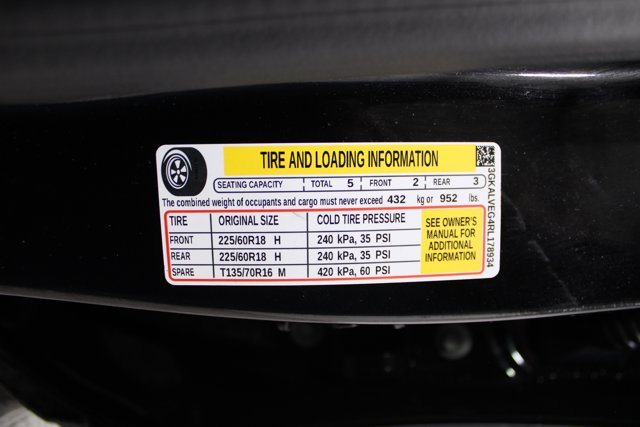 TIRE AND LOADING INFORMATION
SEATING CAPACITY TOTAL 5 FRONT 2 REAR 3
The combined weight of occupants and cargo must never exceed 432 kg or 952 lbs.
TIRE ORIGINAL SIZE COLD TIRE PRESSURE
FRONT 225/60R18 H 240 kPa, 35 PSI
REAR 225/60R18 H 240 kPa, 35 PSI
SPARE T135/70R16 M 420 kPa, 60 PSI
SEE OWNER'S
MANUAL FOR
ADDITIONAL
INFORMATION
3GKALVEG4RL178934